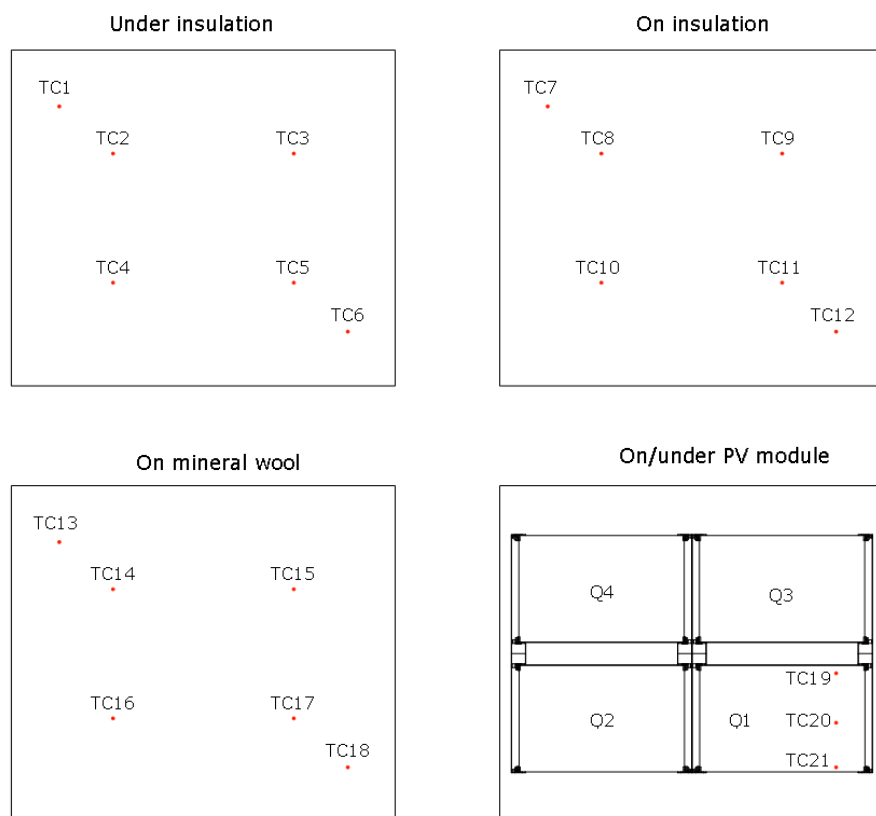 Under insulation
TC1
TC2
TC3
TC4
TC5
TC6
On insulation
TC7
TC8
TC9
TC10
TC11
TC12
On mineral wool
TC13
TC14
TC15
TC16
TC17
TC18
On/under PV module
Q4
Q3
TC19
Q2
Q1
TC20
TC21